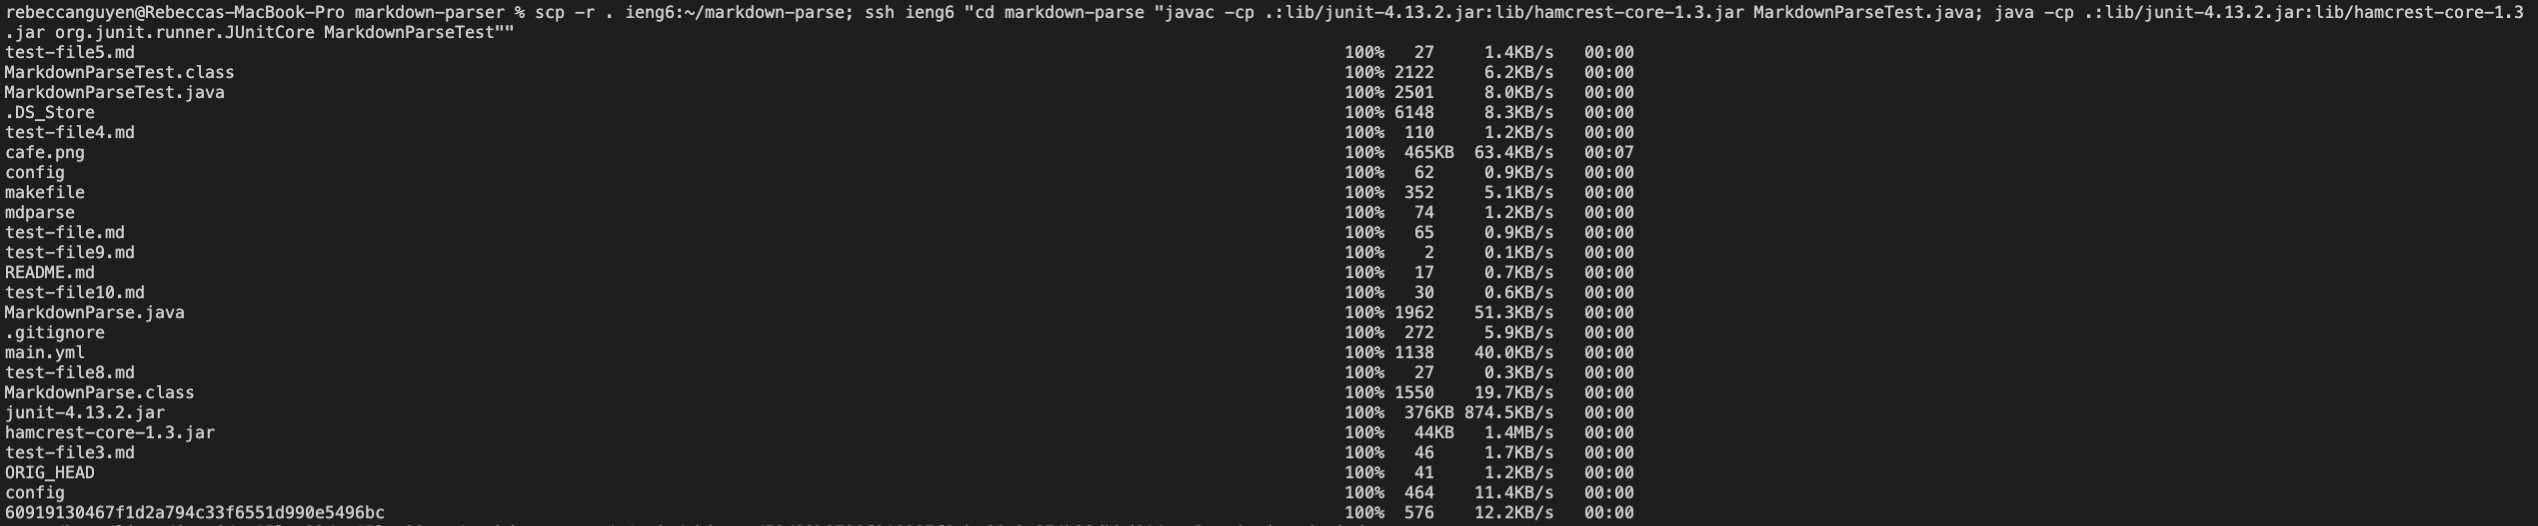 rebeccanguyen@Rebeccas-MacBook-Pro markdown-parser % scp -r . ieng6:~/markdown-parse; ssh ieng6 "cd markdown-parse "javac -cp .:lib/junit-4.13.2.jar:lib/hamcrest-core-1.3.jar MarkdownParseTest.java; java -cp .:lib/junit-4.13.2.jar:lib/hamcrest-core-1.3
.jar org.junit.runner.JUnitCore MarkdownParseTest""
test-file5.md 100% 27 1.4KB/s 00:00
MarkdownParseTest.class 100% 2122 6.2KB/s 00:00
MarkdownParseTest.java 100% 2501 8.0KB/s 00:00
.DS_Store 100% 6148 8.3KB/s 00:00
test-file4.md 100% 110 1.2KB/s 00:00
cafe.png 100% 465KB 63.4KB/s 00:07
config 100% 62 0.9KB/s 00:00
makefile 100% 352 5.1KB/s 00:00
mdparse 100% 74 1.2KB/s 00:00
test-file.md 100% 65 0.9KB/s 00:00
test-file9.md 100% 2 0.1KB/s 00:00
README.md 100% 17 0.7KB/s 00:00
test-file10.md 100% 30 0.6KB/s 00:00
MarkdownParse.java 100% 1962 51.3KB/s 00:00
.gitignore 100% 272 5.9KB/s 00:00
main.yml 100% 1138 40.0KB/s 00:00
test-file8.md 100% 27 0.3KB/s 00:00
MarkdownParse.class 100% 1550 19.7KB/s 00:00
junit-4.13.2.jar 100% 376KB 874.5KB/s 00:00
hamcrest-core-1.3.jar 100% 44KB 1.4MB/s 00:00
test-file3.md 100% 46 1.7KB/s 00:00
ORIG_HEAD 100% 41 1.2KB/s 00:00
config 100% 464 11.4KB/s 00:00
60919130467f1d2a794c33f6551d990e5496bc 100% 576 12.2KB/s 00:00